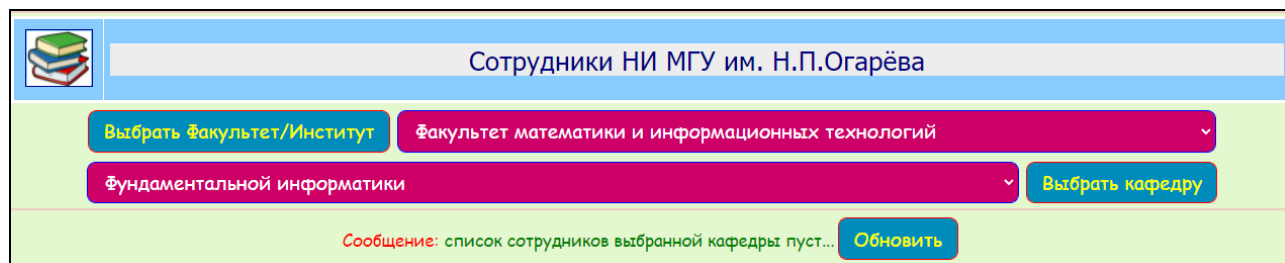 Сотрудники НИ МГУ им. Н.П.Огарёва
Выбрать Факультет/Институт Факультет математики и информационных технологий
Фундаментальной информатики Выбрать кафедру
Сообщение: список сотрудников выбранной кафедры пуст... Обновить